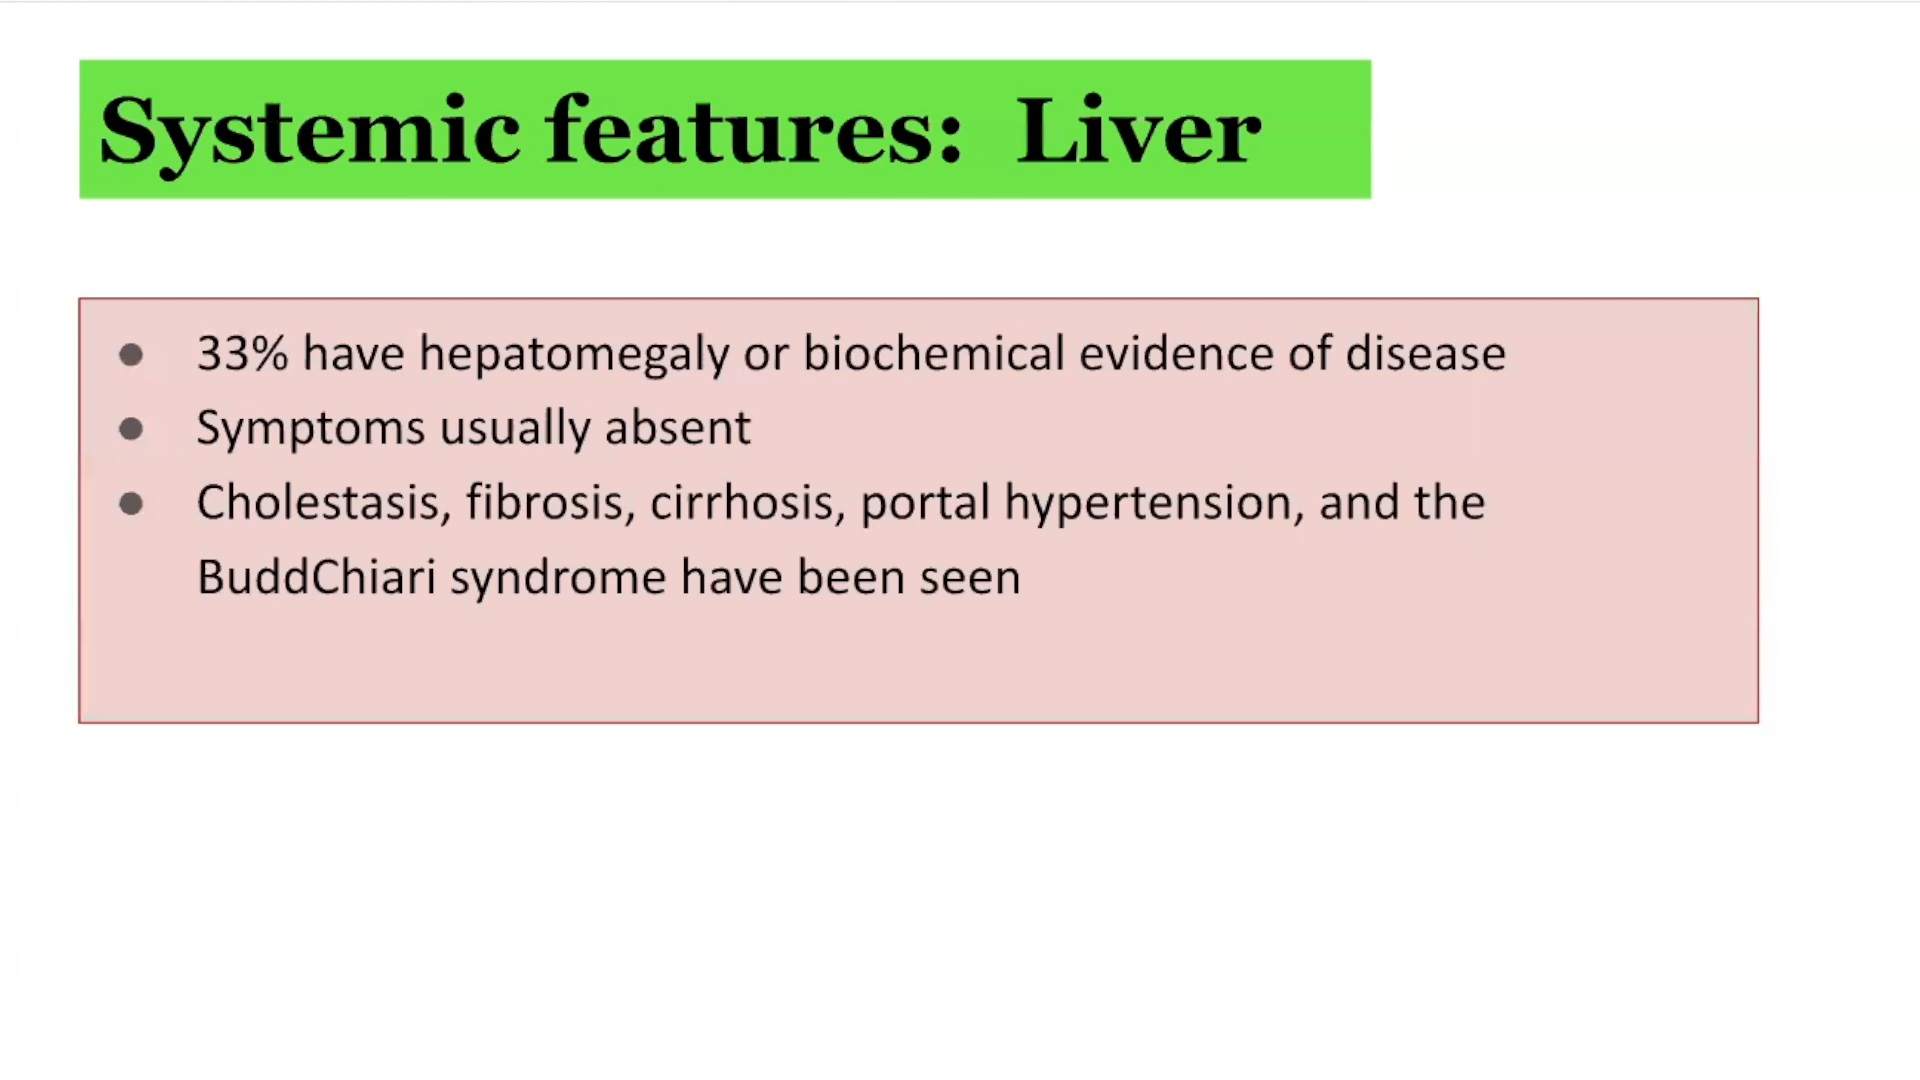 Systemic features: Liver
● 33% have hepatomegaly or biochemical evidence of disease
● Symptoms usually absent
● Cholestasis, fibrosis, cirrhosis, portal hypertension, and the
BuddChiari syndrome have been seen